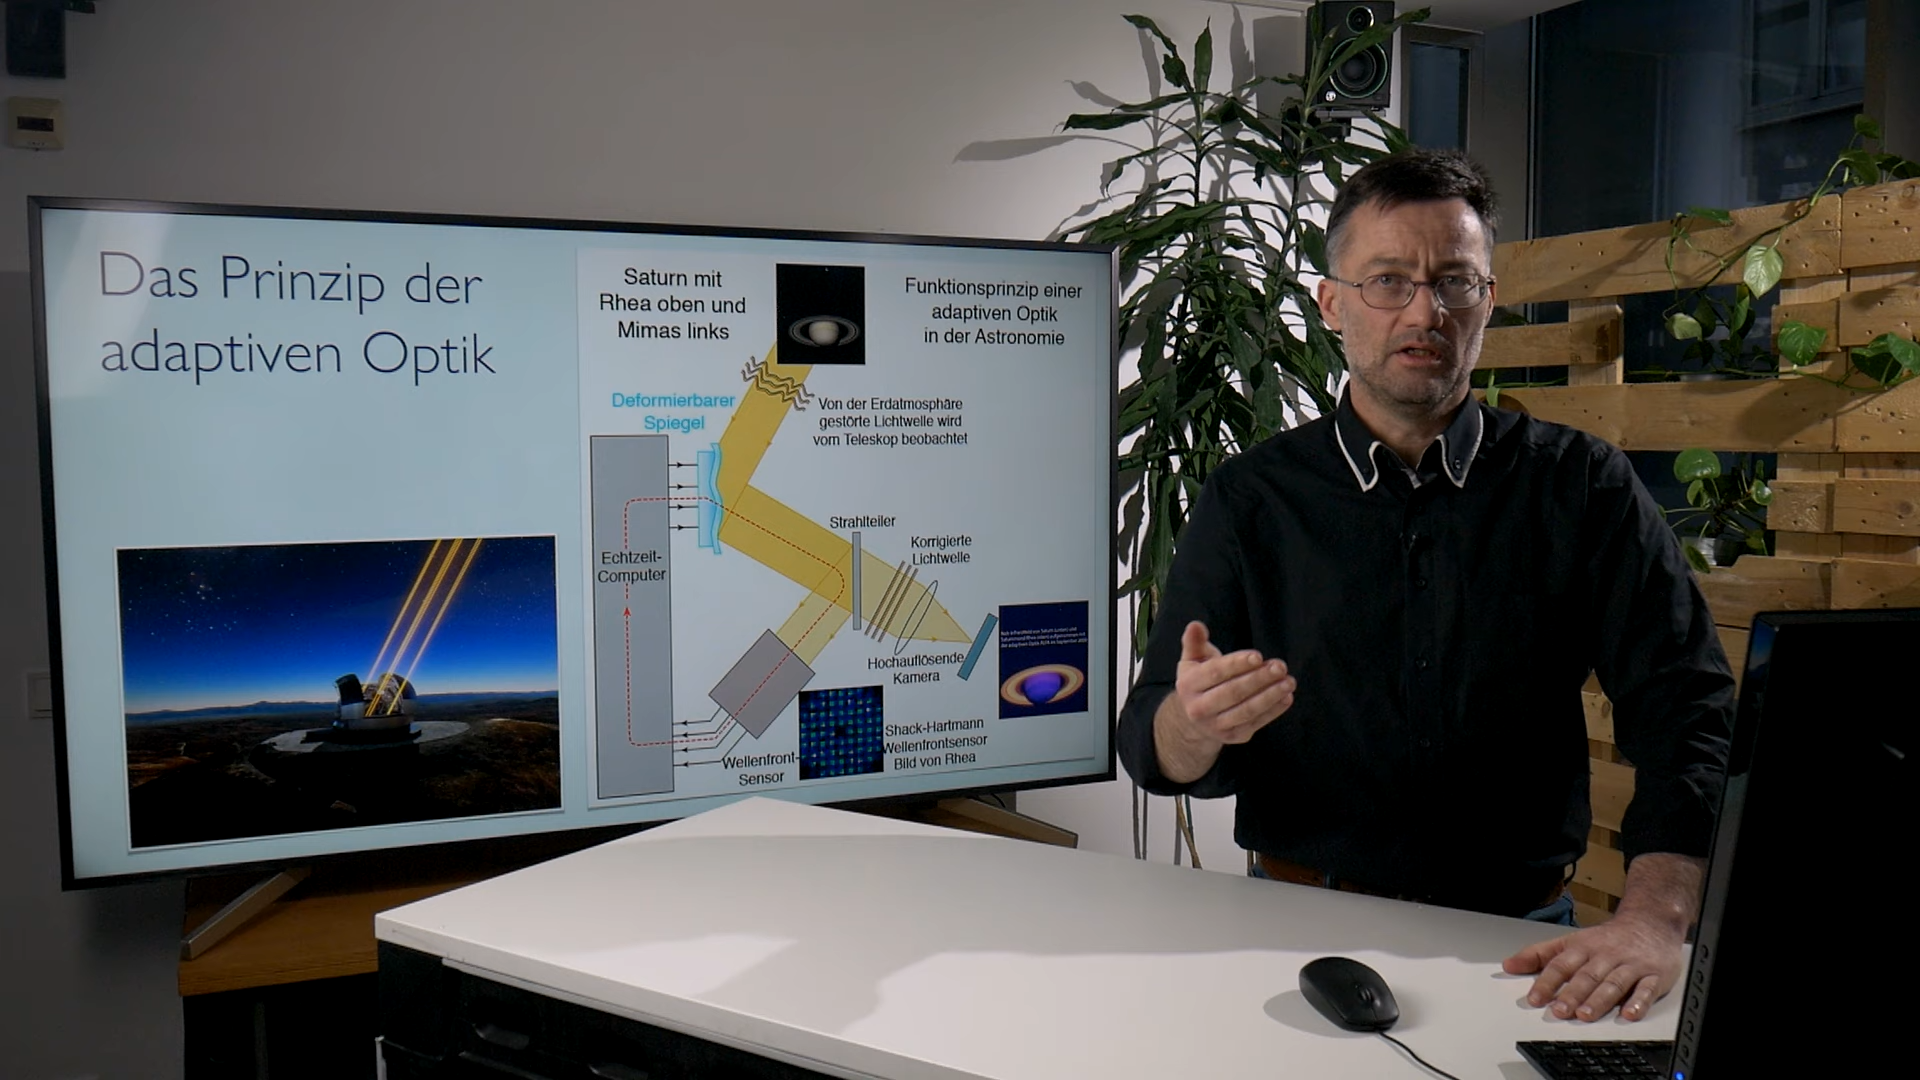 Das Prinzip der
adaptiven Optik
Saturn mit
Rhea oben und
Mimas links
Funktionsprinzip einer
adaptiven Optik
in der Astronomie
Deformierbarer
Spiegel
Von der Erdatmosphäre
gestörte Lichtwelle wird
vom Teleskop beobachtet
Strahlteiler
Korrigierte
Lichtwelle
Echtzeit-
Computer
Hochauflösende
Kamera
Shack-Hartmann
Wellenfrontsensor
Bild von Rhea
Wellenfront-
Sensor